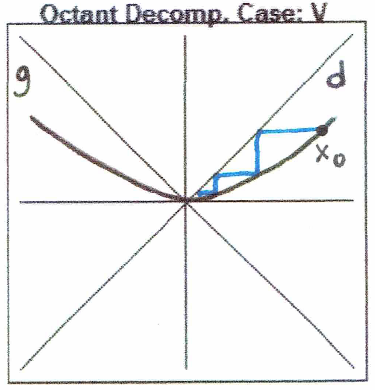 Octant Decomp. Case: V
g
d
x₀